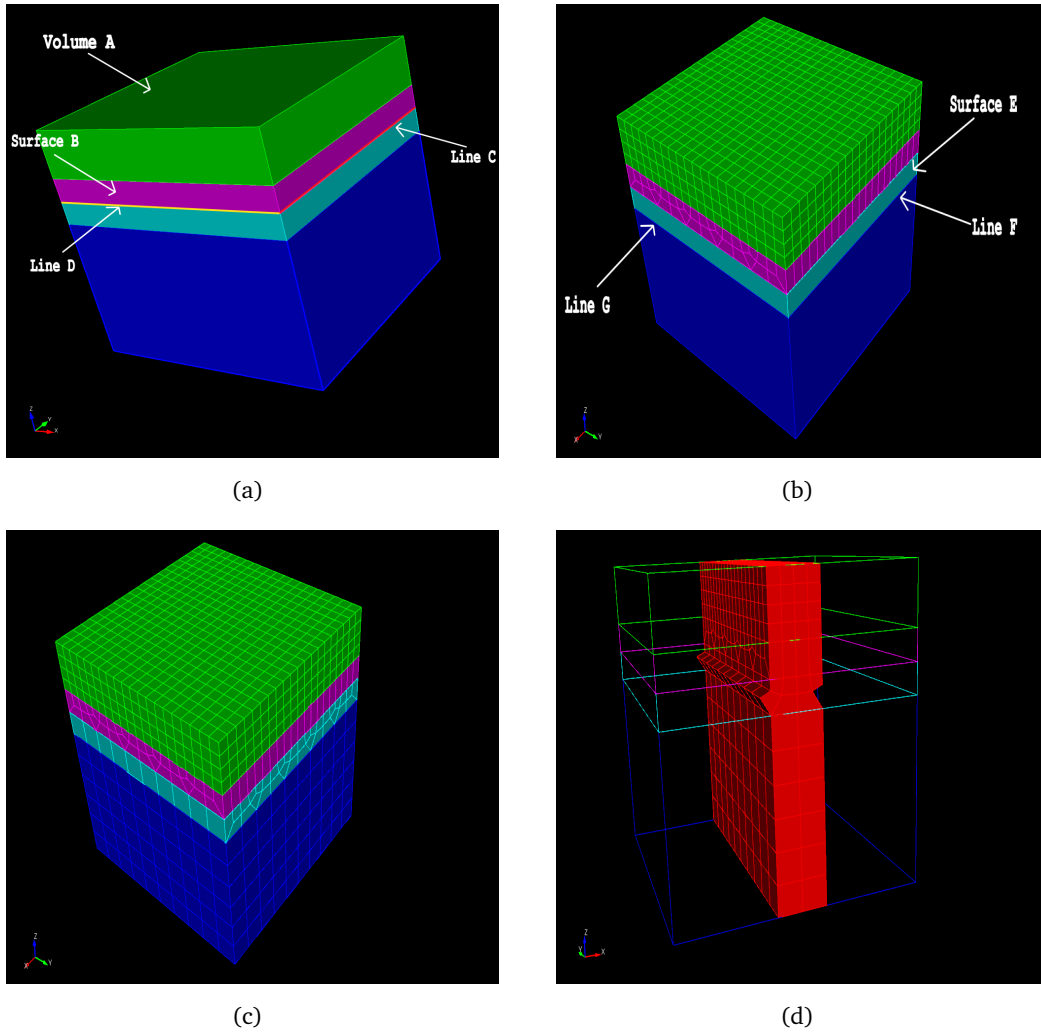 Volume A
Surface B
Line C
Line D
Z
Y
X
(a)
Surface E
Line F
Line G
Z
X
Y
(b)
Z
X
Y
(c)
Z
Y
X
(d)